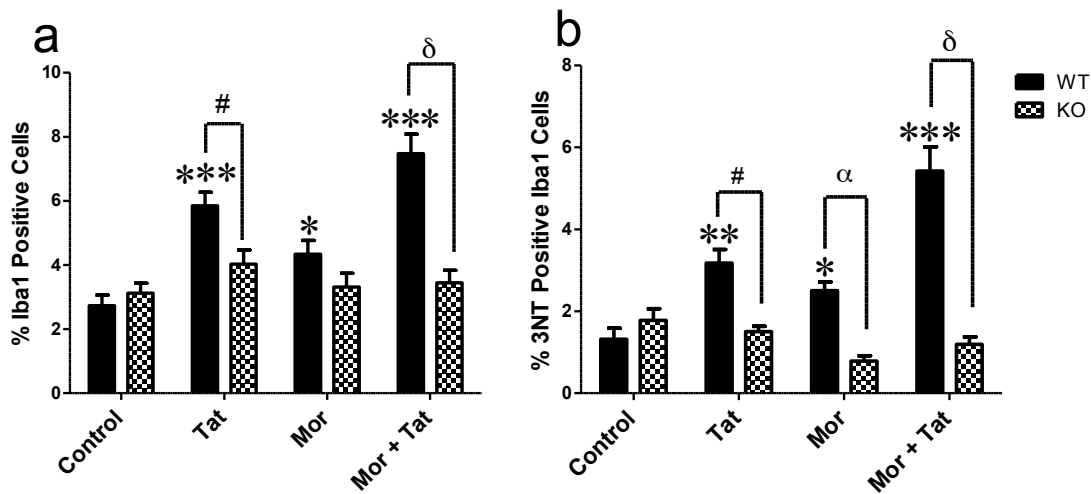 a
% Iba1 Positive Cells
10
8
6
4
2
0
***
#
*
***
δ
Control
Tat
Mor
Mor + Tat
b
% 3NT Positive Iba1 Cells
8
6
4
2
0
**
#
*
α
***
δ
Control
Tat
Mor
Mor + Tat
WT
KO